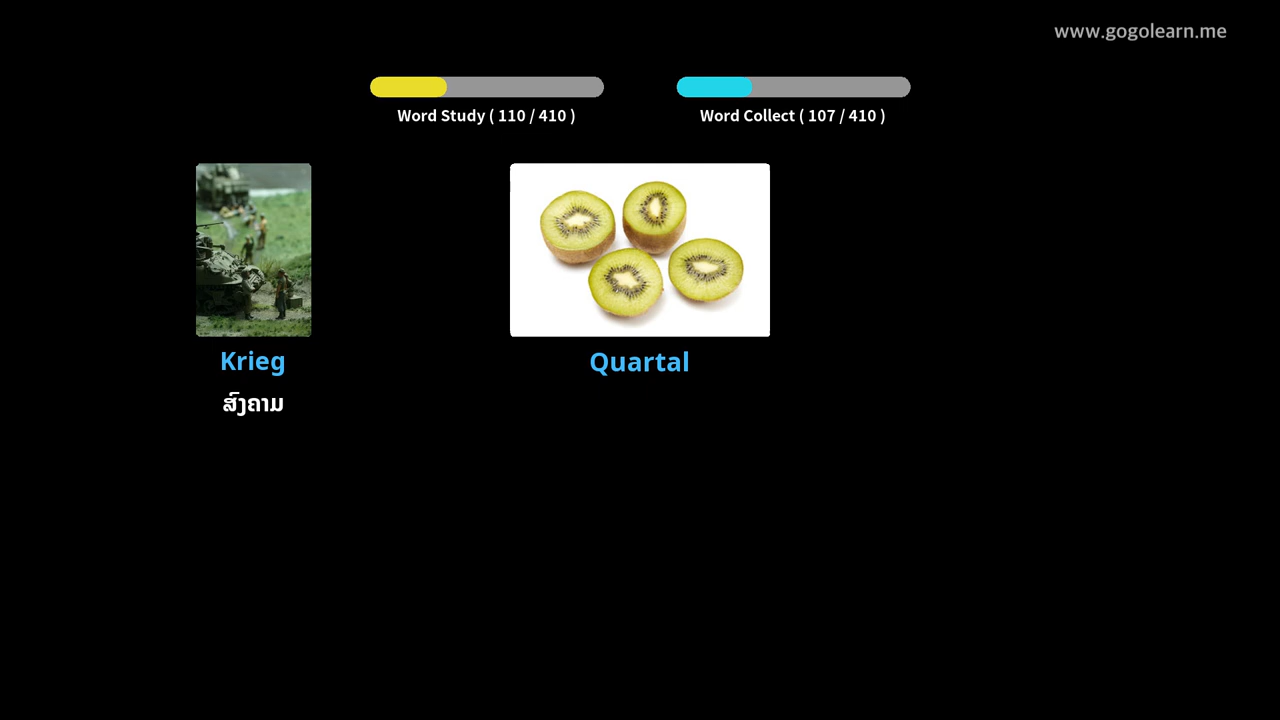 www.gogolearn.me
Word Study ( 110 / 410 )
Word Collect ( 107 / 410 )
Krieg
ສົງຄາມ
Quartal